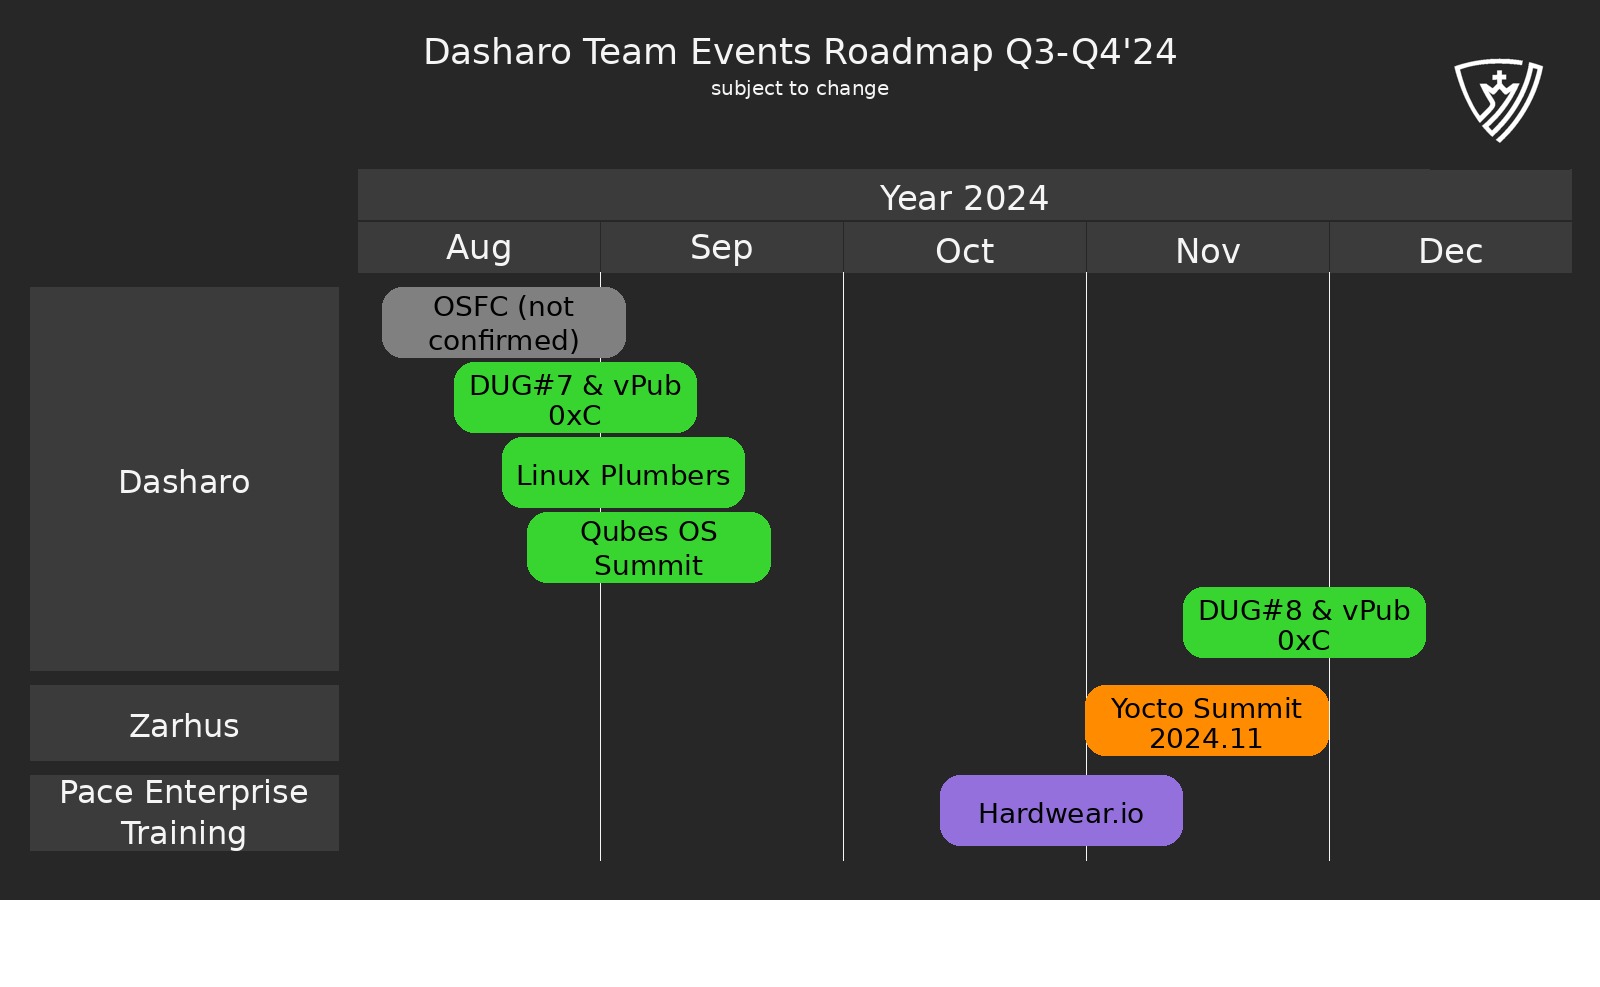 Dasharo Team Events Roadmap Q3-Q4'24
subject to change
Year 2024
Aug
Sep
Oct
Nov
Dec
Dasharo
OSFC (not
confirmed)
DUG#7 & vPub
0xC
Linux Plumbers
Qubes OS
Summit
DUG#8 & vPub
0xC
Zarhus
Yocto Summit
2024.11
Pace Enterprise
Training
Hardwear.io